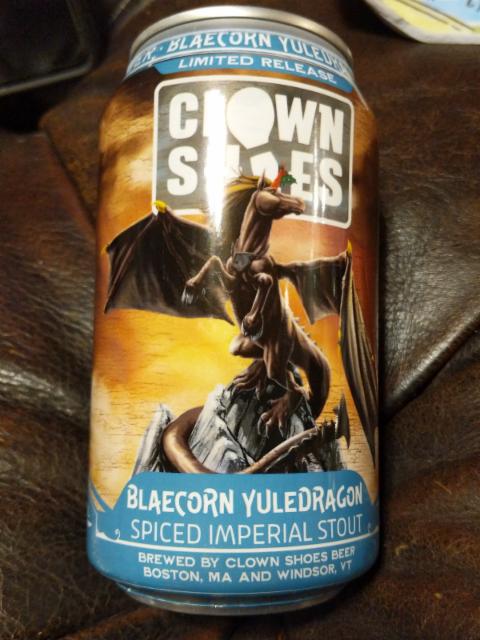 BLAECORN YULEDR
LIMITED RELEASE
CLOWN
SHOES
BLAECORN YULEDRAGON
SPICED IMPERIAL STOUT
BREWED BY CLOWN SHOES BEER
BOSTON, MA AND WINDSOR, VT